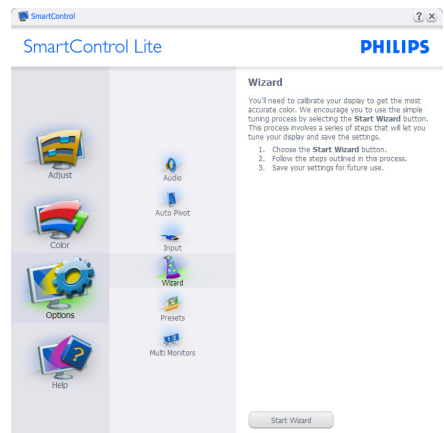 SmartControl
SmartControl Lite
PHILIPS
Adjust
Color
Options
Help
Audio
Auto Pivot
Input
Wizard
Presets
Multi Monitors
Wizard
You'll need to calibrate your display to get the most
accurate color. We encourage you to use the simple
tuning process by selecting the Start Wizard button.
This process involves a series of steps that will let you
tune your display and save the settings.
1. Choose the Start Wizard button.
2. Follow the steps outlined in this process.
3. Save your settings for future use.
Start Wizard